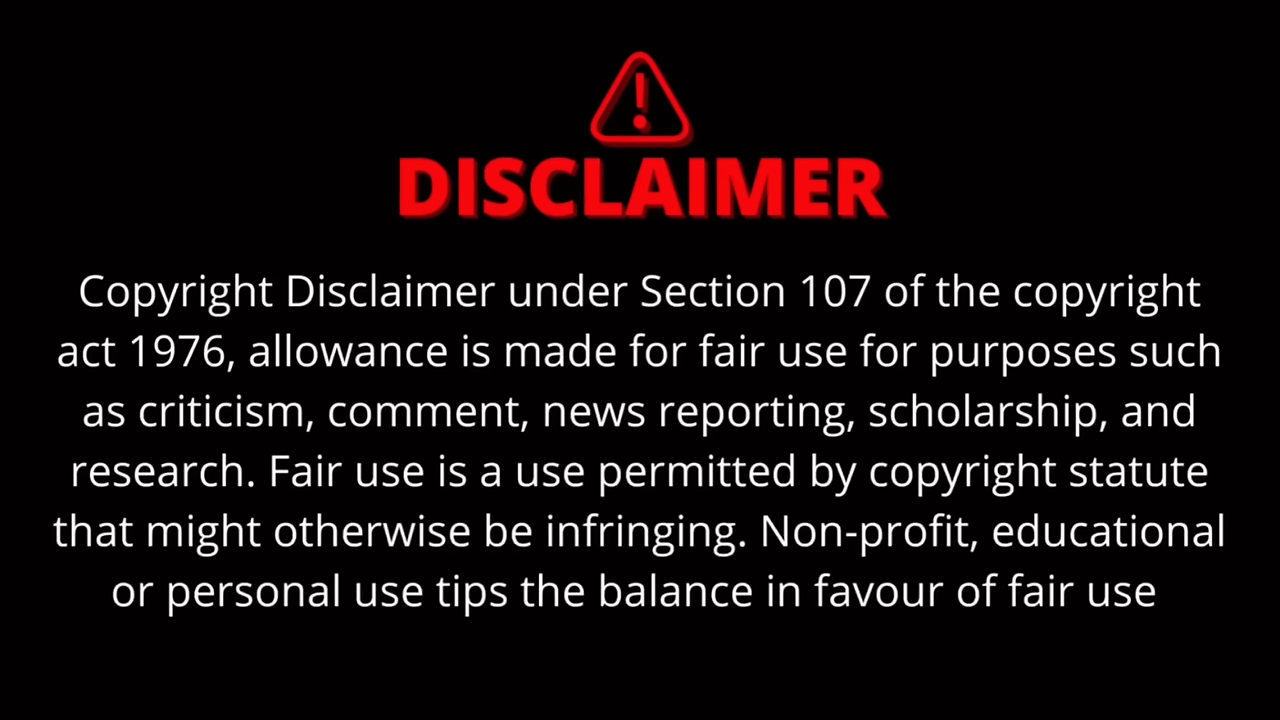 DISCLAIMER
Copyright Disclaimer under Section 107 of the copyright
act 1976, allowance is made for fair use for purposes such
as criticism, comment, news reporting, scholarship, and
research. Fair use is a use permitted by copyright statute
that might otherwise be infringing. Non-profit, educational
or personal use tips the balance in favour of fair use